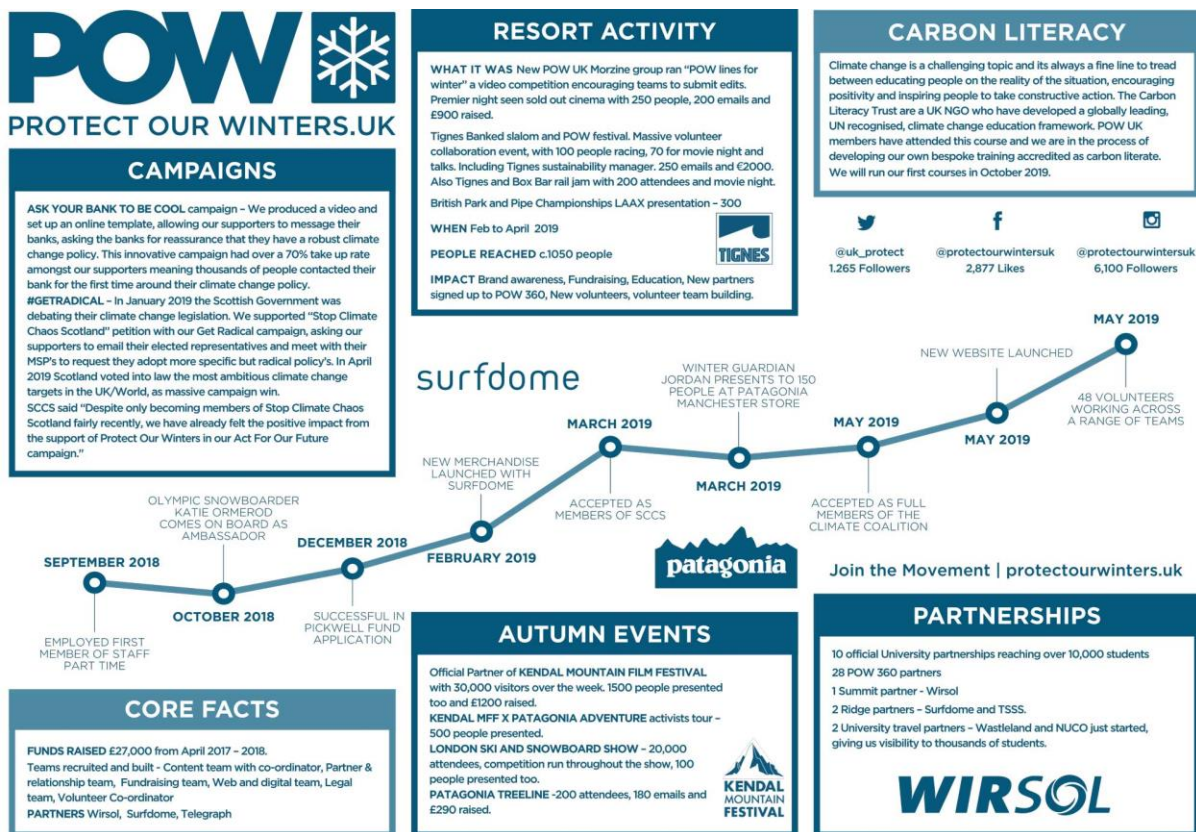 POW
PROTECT OUR WINTERS.UK
CAMPAIGNS
ASK YOUR BANK TO BE COOL campaign – We produced a video and
set up an online template, allowing our supporters to message their
banks, asking the banks for reassurance that they have a robust climate
change policy. This innovative campaign had over a 70% take up rate
amongst our supporters meaning thousands of people contacted their
bank for the first time around their climate change policy.
#GETRADICAL – In January 2019 the Scottish Government was
debating their climate change legislation. We supported “Stop Climate
Chaos Scotland” petition with our Get Radical campaign, asking our
supporters to email their elected representatives and meet with their
MSP's to request they adopt more specific but radical policy's. In April
2019 Scotland voted into law the most ambitious climate change
targets in the UK/World, as massive campaign win.
SCCS said “Despite only becoming members of Stop Climate Chaos
Scotland fairly recently, we have already felt the positive impact from
the support of Protect Our Winters in our Act For Our Future
campaign.”
RESORT ACTIVITY
WHAT IT WAS New POW UK Morzine group ran “POW lines for
winter” a video competition encouraging teams to submit edits.
Premier night seen sold out cinema with 250 people, 200 emails and
£900 raised.
Tignes Banked slalom and POW festival. Massive volunteer
collaboration event, with 100 people racing, 70 for movie night and
talks. Including Tignes sustainability manager. 250 emails and €2000.
Also Tignes and Box Bar rail jam with 200 attendees and movie night.
British Park and Pipe Championships LAAX presentation – 300
WHEN Feb to April 2019
PEOPLE REACHED c.1050 people
IMPACT Brand awareness, Fundraising, Education, New partners
signed up to POW 360, New volunteers, volunteer team building.
TIGNES
CARBON LITERACY
Climate change is a challenging topic and its always a fine line to tread
between educating people on the reality of the situation, encouraging
positivity and inspiring people to take constructive action. The Carbon
Literacy Trust are a UK NGO who have developed a globally leading,
UN recognised, climate change education framework. POW UK
members have attended this course and we are in the process of
developing our own bespoke training accredited as carbon literate.
We will run our first courses in October 2019.
@uk_protect
1.265 Followers
@protectourwintersuk
2,877 Likes
@protectourwintersuk
6,100 Followers
surfdome
SEPTEMBER 2018
EMPLOYED FIRST
MEMBER OF STAFF
PART TIME
OLYMPIC SNOWBOARDER
KATIE ORMEROD
COMES ON BOARD AS
AMBASSADOR
OCTOBER 2018
DECEMBER 2018
SUCCESSFUL IN
PICKWELL FUND
APPLICATION
NEW MERCHANDISE
LAUNCHED WITH
SURFDOME
FEBRUARY 2019
MARCH 2019
ACCEPTED AS
MEMBERS OF SCCS
WINTER GUARDIAN
JORDAN PRESENTS TO 150
PEOPLE AT PATAGONIA
MANCHESTER STORE
MARCH 2019
MAY 2019
ACCEPTED AS FULL
MEMBERS OF THE
CLIMATE COALITION
NEW WEBSITE LAUNCHED
MAY 2019
MAY 2019
48 VOLUNTEERS
WORKING ACROSS
A RANGE OF TEAMS
patagonia
Join the Movement | protectourwinters.uk
CORE FACTS
FUNDS RAISED £27,000 from April 2017 – 2018.
Teams recruited and built - Content team with co-ordinator, Partner &
relationship team, Fundraising team, Web and digital team, Legal
team, Volunteer Co-ordinator
PARTNERS Wirsol, Surfdome, Telegraph
AUTUMN EVENTS
Official Partner of KENDAL MOUNTAIN FILM FESTIVAL
with 30,000 visitors over the week. 1500 people presented
too and £1200 raised.
KENDAL MFF X PATAGONIA ADVENTURE activists tour –
500 people presented.
LONDON SKI AND SNOWBOARD SHOW – 20,000
attendees, competition run throughout the show, 100
people presented too.
PATAGONIA TREELINE -200 attendees, 180 emails and
£290 raised.
KENDAL
MOUNTAIN
FESTIVAL
PARTNERSHIPS
10 official University partnerships reaching over 10,000 students
28 POW 360 partners
1 Summit partner - Wirsol
2 Ridge partners – Surfdome and TSSS.
2 University travel partners – Wastleland and NUCO just started,
giving us visibility to thousands of students.
WIRSOL